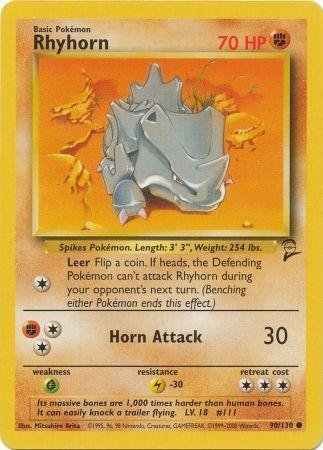 Basic Pokémon
Rhyhorn 70 HP
Spikes Pokémon. Length: 3' 3", Weight: 254 lbs.
Leer Flip a coin. If heads, the Defending
Pokémon can't attack Rhyhorn during
your opponent's next turn. (Benching
either Pokémon ends this effect.)
Horn Attack 30
weakness resistance retreat cost
-30
Its massive bones are 1,000 times harder than human bones.
It can easily knock a trailer flying. LV. 18 #111
Illus. Mitsuhiro Arita ©1995, 96, 98 Nintendo, Creatures, GAMEFREAK. ©1999-2000 Wizards. 90/130